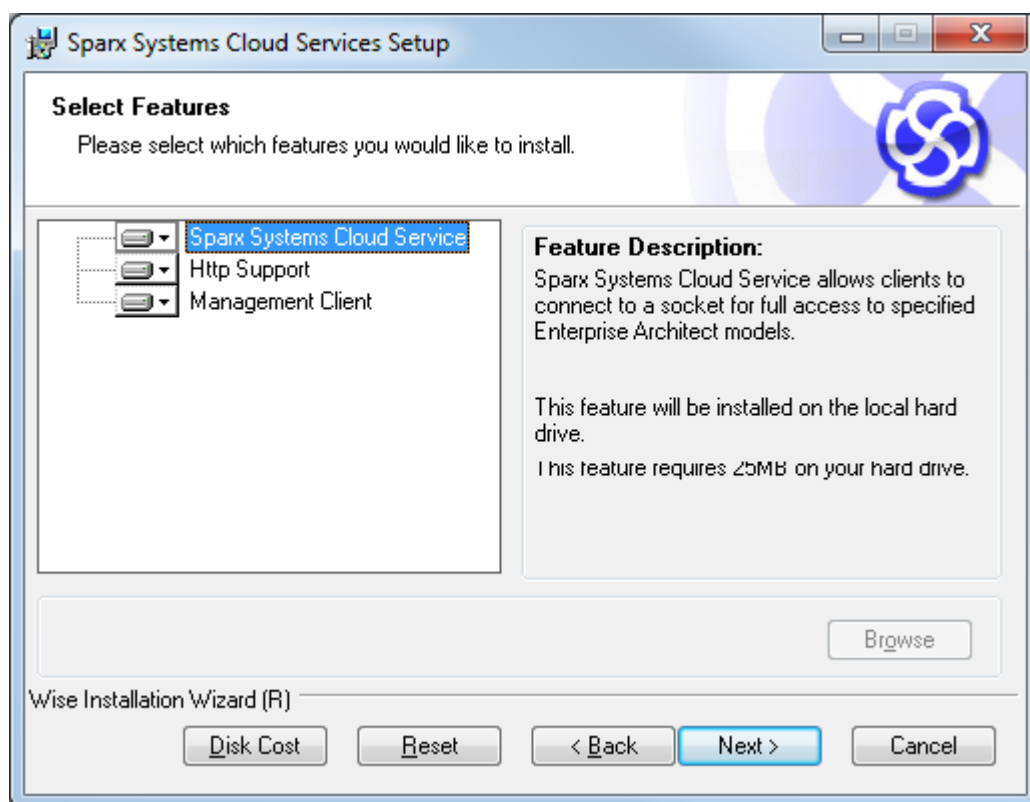 Sparx Systems Cloud Services Setup
Select Features
Please select which features you would like to install.
Sparx Systems Cloud Service
Http Support
Management Client
Feature Description:
Sparx Systems Cloud Service allows clients to
connect to a socket for full access to specified
Enterprise Architect models.
This feature will be installed on the local hard
drive.
This feature requires 25MB on your hard drive.
Browse
Wise Installation Wizard (R)
Disk Cost
Reset
< Back
Next >
Cancel